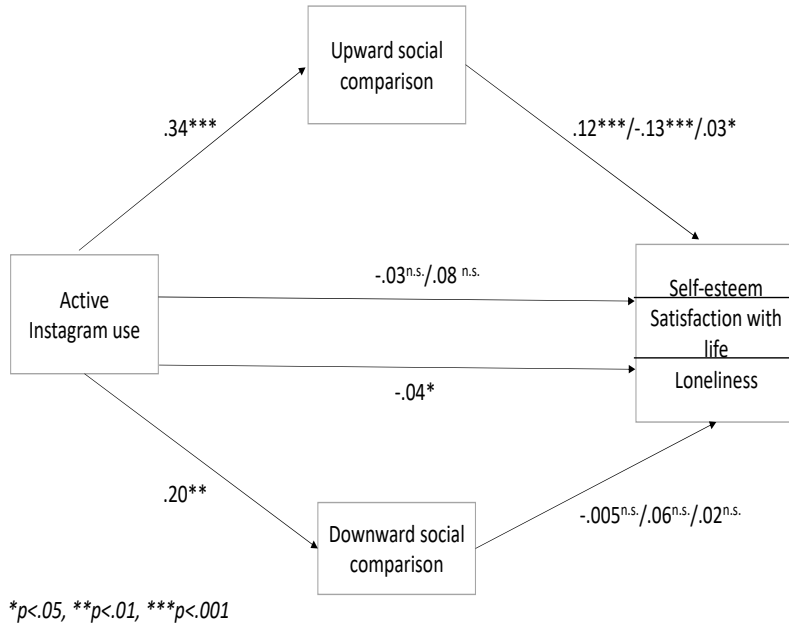 Upward social
comparison
.34***
.12***/-.13***/.03*
Active
Instagram use
-.03n.s./.08 n.s.
Self-esteem
Satisfaction with
life
Loneliness
-.04*
.20**
-.005n.s./.06n.s./.02n.s.
Downward social
comparison
*p<.05, **p<.01, ***p<.001